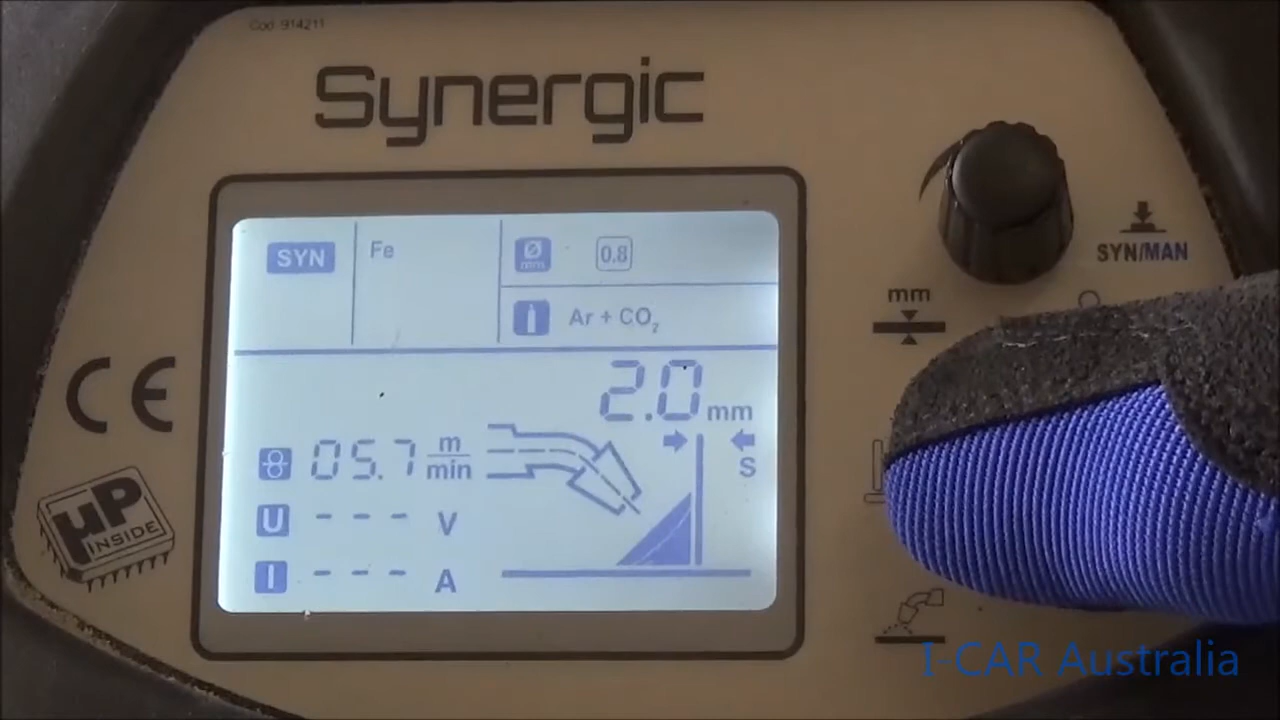 Cod. 914211
Synergic
SYN
Fe
Ø mm
0.8
Ar + CO₂
SYN/MAN
mm
CE
2.0 mm
05.7 m/min
S
U - - - V
I - - - A
µP INSIDE
I-CAR Australia